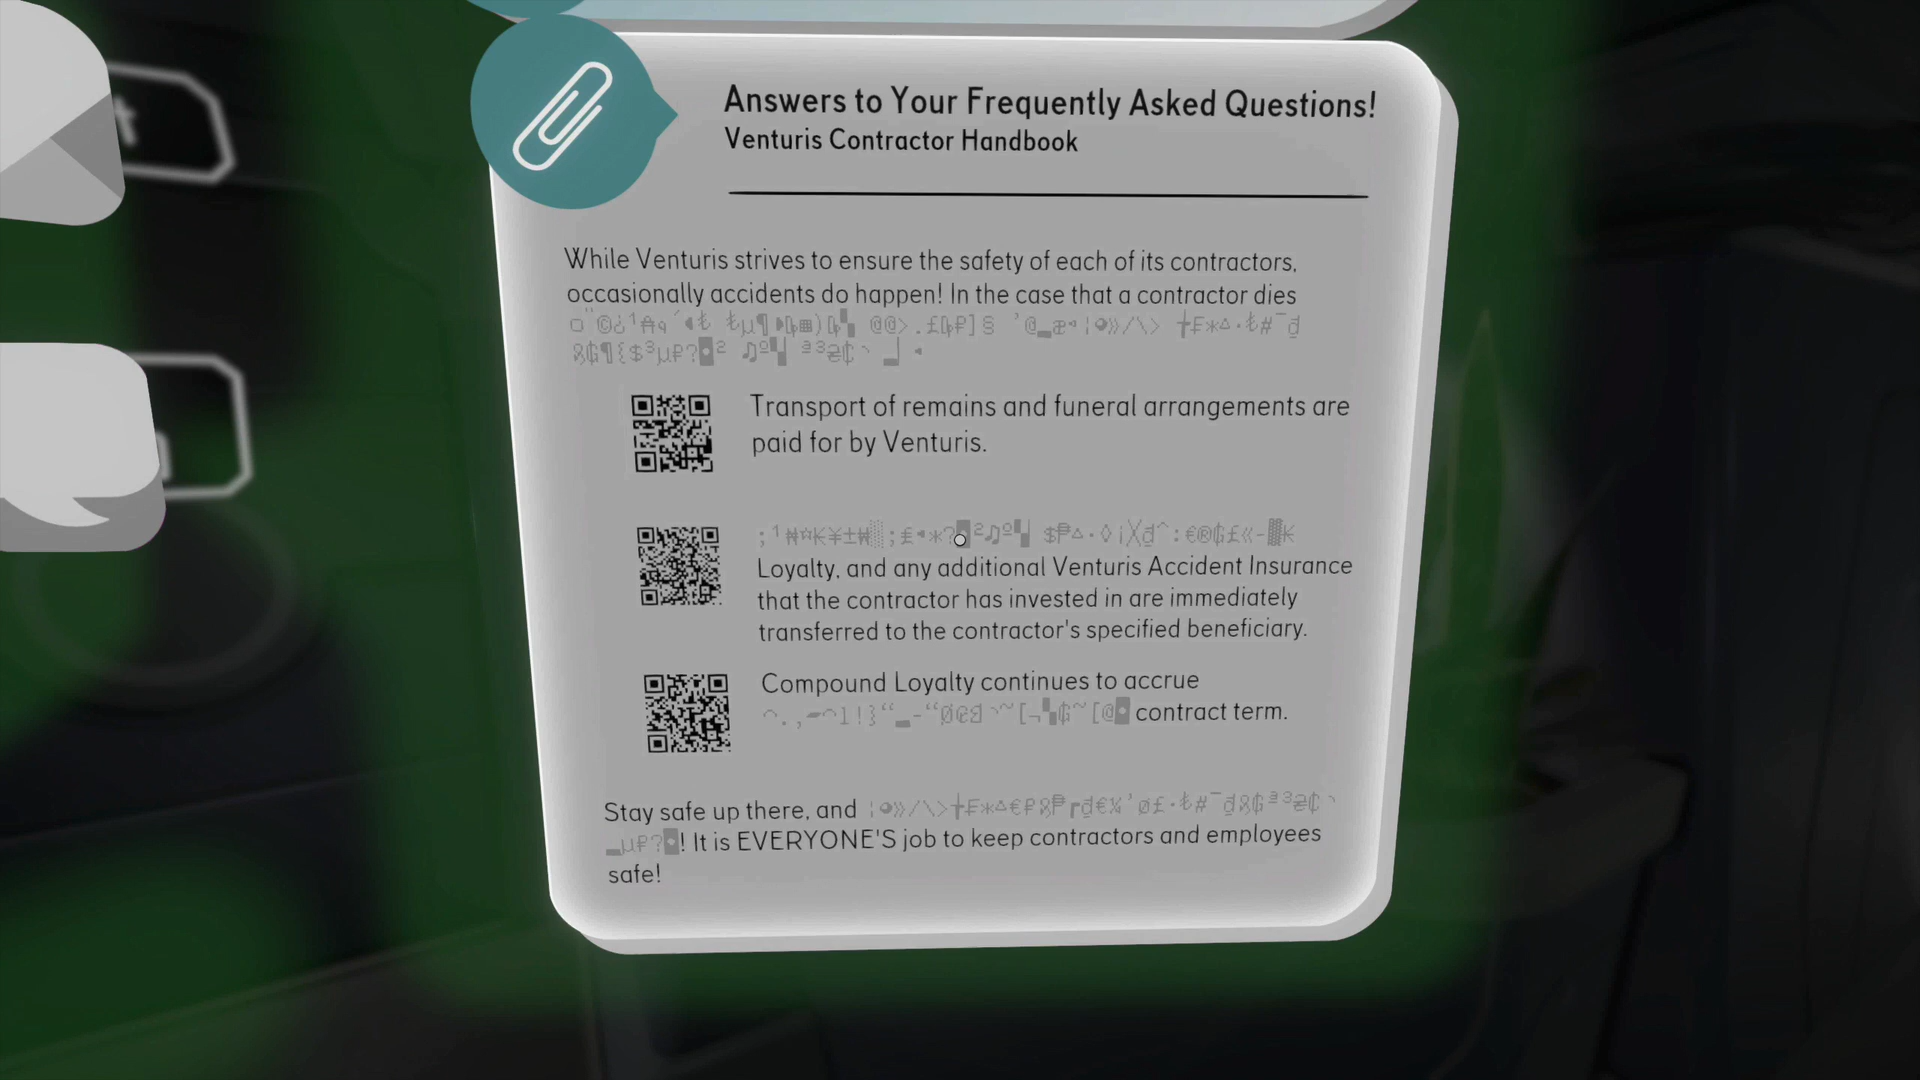 Answers to Your Frequently Asked Questions!
Venturis Contractor Handbook
While Venturis strives to ensure the safety of each of its contractors,
occasionally accidents do happen! In the case that a contractor dies
Transport of remains and funeral arrangements are
paid for by Venturis.
Loyalty, and any additional Venturis Accident Insurance
that the contractor has invested in are immediately
transferred to the contractor's specified beneficiary.
Compound Loyalty continues to accrue
contract term.
Stay safe up there, and
! It is EVERYONE'S job to keep contractors and employees
safe!